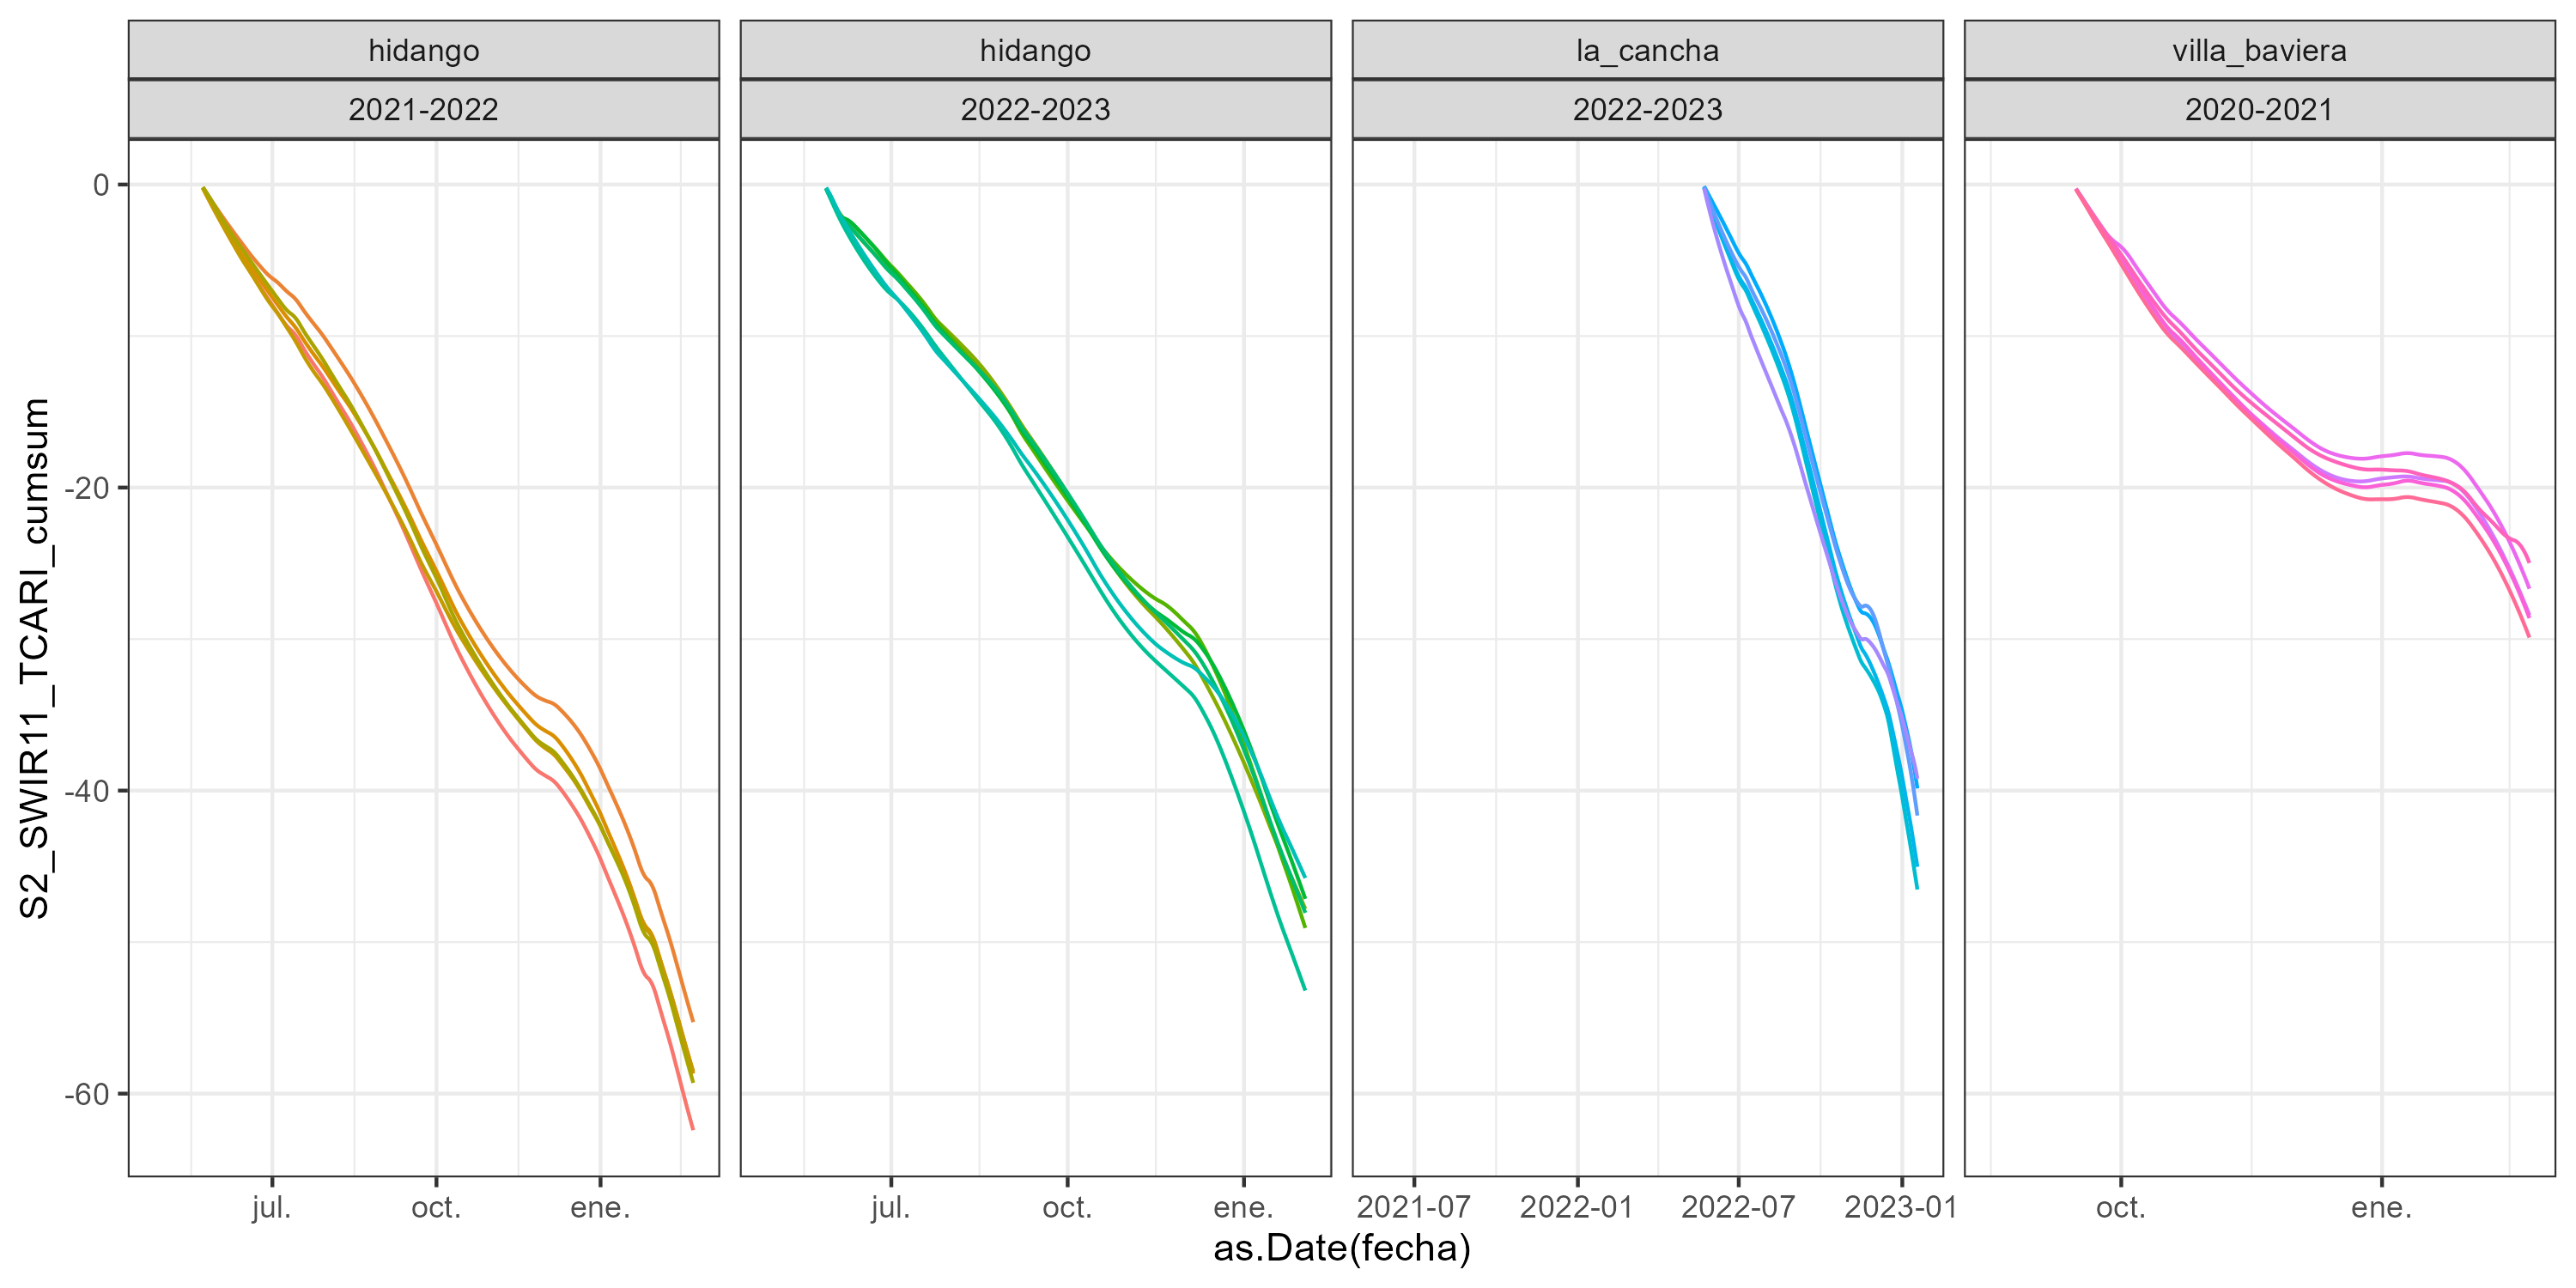 hidango hidango la_cancha villa_baviera
2021-2022 2022-2023 2022-2023 2020-2021
0
-20
-40
-60
S2_SWIR11_TCARI_cumsum
jul. oct. ene. jul. oct. ene. 2021-07 2022-01 2022-07 2023-01 oct. ene.
as.Date(fecha)